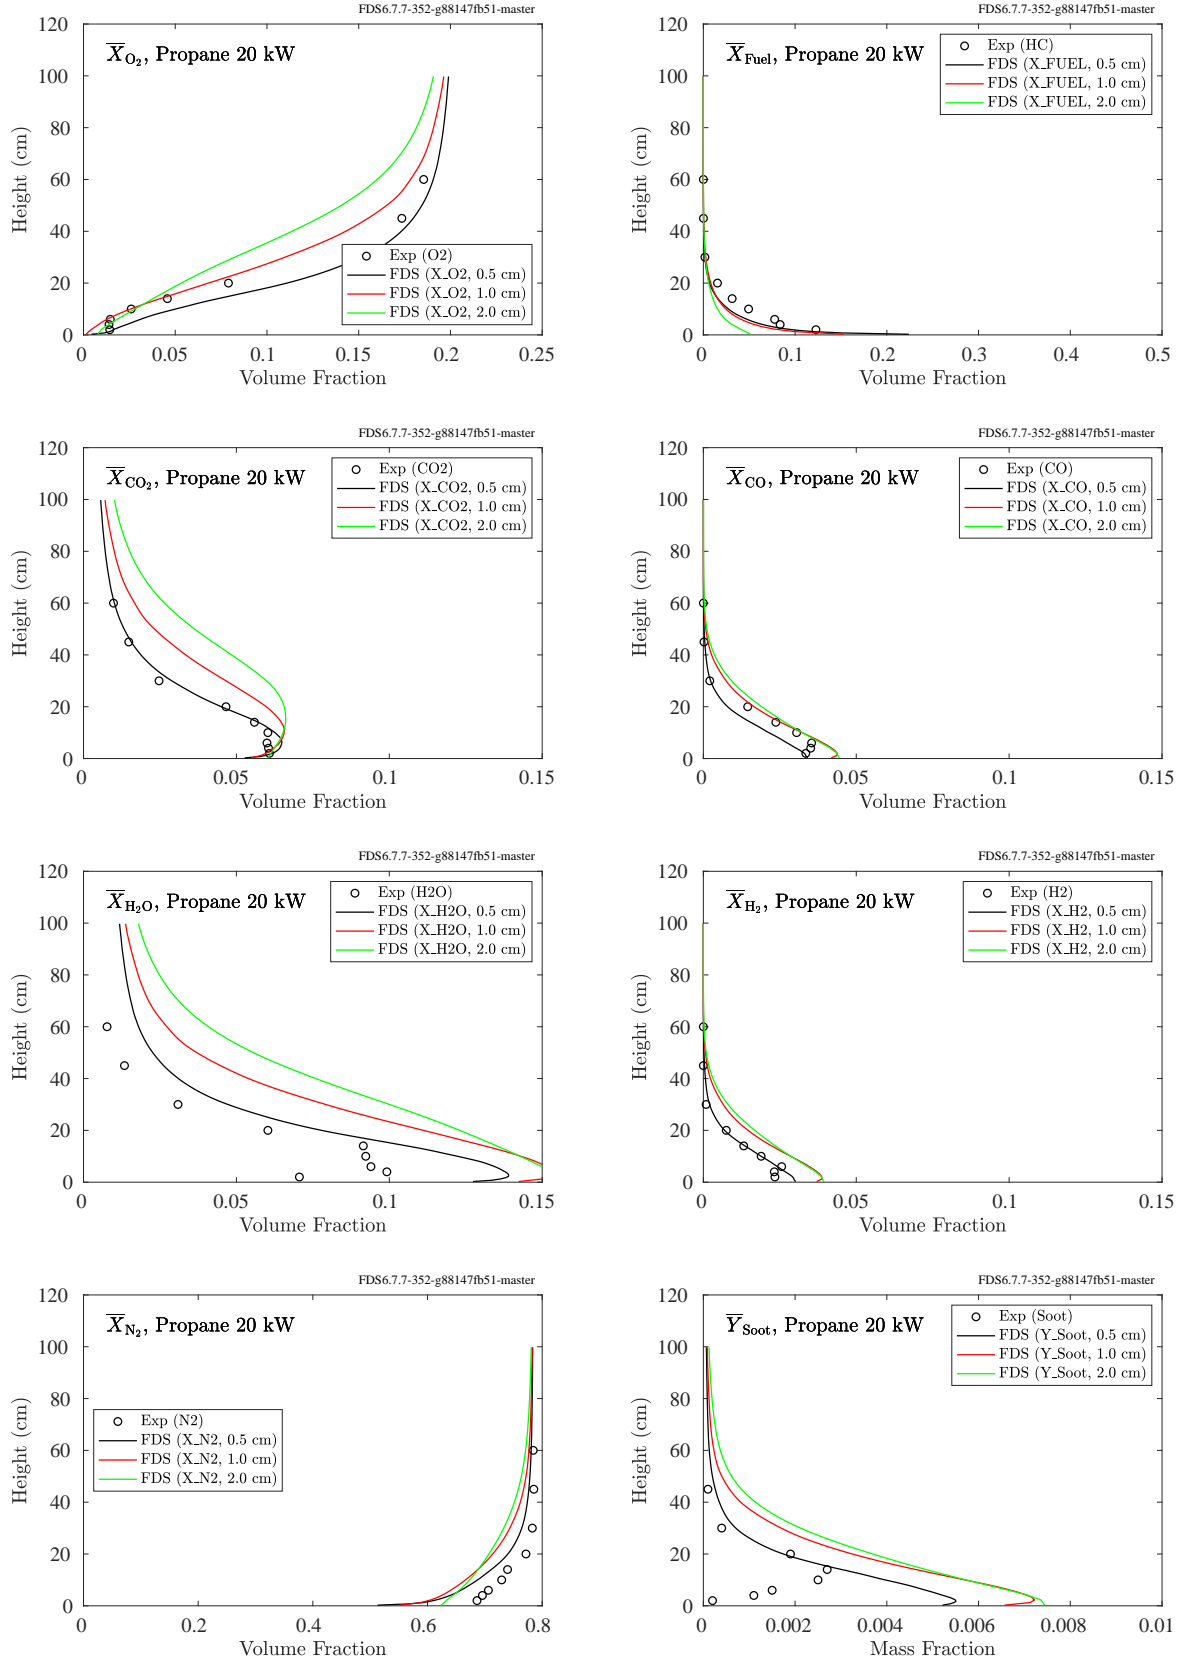 FDS6.7.7-352-g88147fb51-master
X̅O₂, Propane 20 kW
Exp (O2)
FDS (X_O2, 0.5 cm)
FDS (X_O2, 1.0 cm)
FDS (X_O2, 2.0 cm)
120
100
80
60
40
20
0
Height (cm)
0 0.05 0.1 0.15 0.2 0.25
Volume Fraction
FDS6.7.7-352-g88147fb51-master
X̅Fuel, Propane 20 kW
Exp (HC)
FDS (X_FUEL, 0.5 cm)
FDS (X_FUEL, 1.0 cm)
FDS (X_FUEL, 2.0 cm)
120
100
80
60
40
20
0
Height (cm)
0 0.1 0.2 0.3 0.4 0.5
Volume Fraction
FDS6.7.7-352-g88147fb51-master
X̅CO₂, Propane 20 kW
Exp (CO2)
FDS (X_CO2, 0.5 cm)
FDS (X_CO2, 1.0 cm)
FDS (X_CO2, 2.0 cm)
120
100
80
60
40
20
0
Height (cm)
0 0.05 0.1 0.15
Volume Fraction
FDS6.7.7-352-g88147fb51-master
X̅CO, Propane 20 kW
Exp (CO)
FDS (X_CO, 0.5 cm)
FDS (X_CO, 1.0 cm)
FDS (X_CO, 2.0 cm)
120
100
80
60
40
20
0
Height (cm)
0 0.05 0.1 0.15
Volume Fraction
FDS6.7.7-352-g88147fb51-master
X̅H₂O, Propane 20 kW
Exp (H2O)
FDS (X_H2O, 0.5 cm)
FDS (X_H2O, 1.0 cm)
FDS (X_H2O, 2.0 cm)
120
100
80
60
40
20
0
Height (cm)
0 0.05 0.1 0.15
Volume Fraction
FDS6.7.7-352-g88147fb51-master
X̅H₂, Propane 20 kW
Exp (H2)
FDS (X_H2, 0.5 cm)
FDS (X_H2, 1.0 cm)
FDS (X_H2, 2.0 cm)
120
100
80
60
40
20
0
Height (cm)
0 0.05 0.1 0.15
Volume Fraction
FDS6.7.7-352-g88147fb51-master
X̅N₂, Propane 20 kW
Exp (N2)
FDS (X_N2, 0.5 cm)
FDS (X_N2, 1.0 cm)
FDS (X_N2, 2.0 cm)
120
100
80
60
40
20
0
Height (cm)
0 0.2 0.4 0.6 0.8
Volume Fraction
FDS6.7.7-352-g88147fb51-master
Y̅Soot, Propane 20 kW
Exp (Soot)
FDS (Y_Soot, 0.5 cm)
FDS (Y_Soot, 1.0 cm)
FDS (Y_Soot, 2.0 cm)
120
100
80
60
40
20
0
Height (cm)
0 0.002 0.004 0.006 0.008 0.01
Mass Fraction